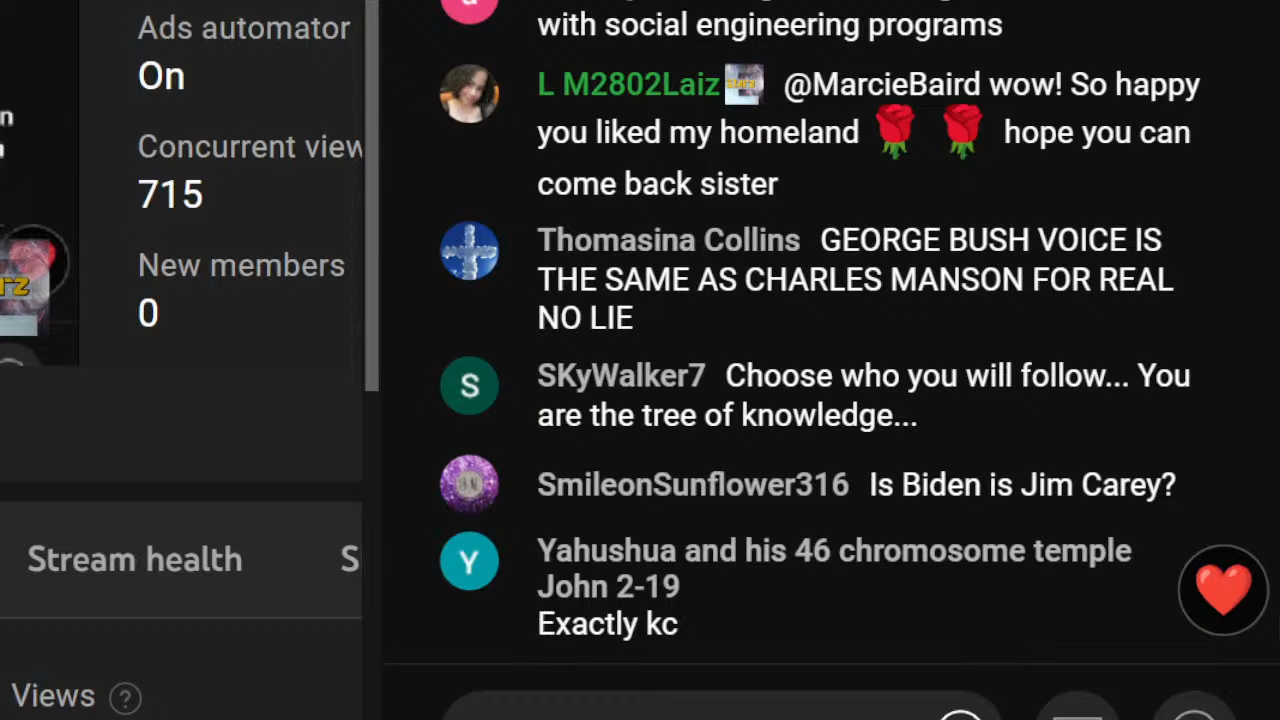 Ads automator
On
Concurrent view
715
New members
0
Stream health
S
Views ?
with social engineering programs
L M2802Laiz @MarcieBaird wow! So happy
you liked my homeland 🌹 🌹 hope you can
come back sister
Thomasina Collins GEORGE BUSH VOICE IS
THE SAME AS CHARLES MANSON FOR REAL
NO LIE
S SKyWalker7 Choose who you will follow... You
are the tree of knowledge...
SmileonSunflower316 Is Biden is Jim Carey?
Y Yahushua and his 46 chromosome temple
John 2-19
Exactly kc